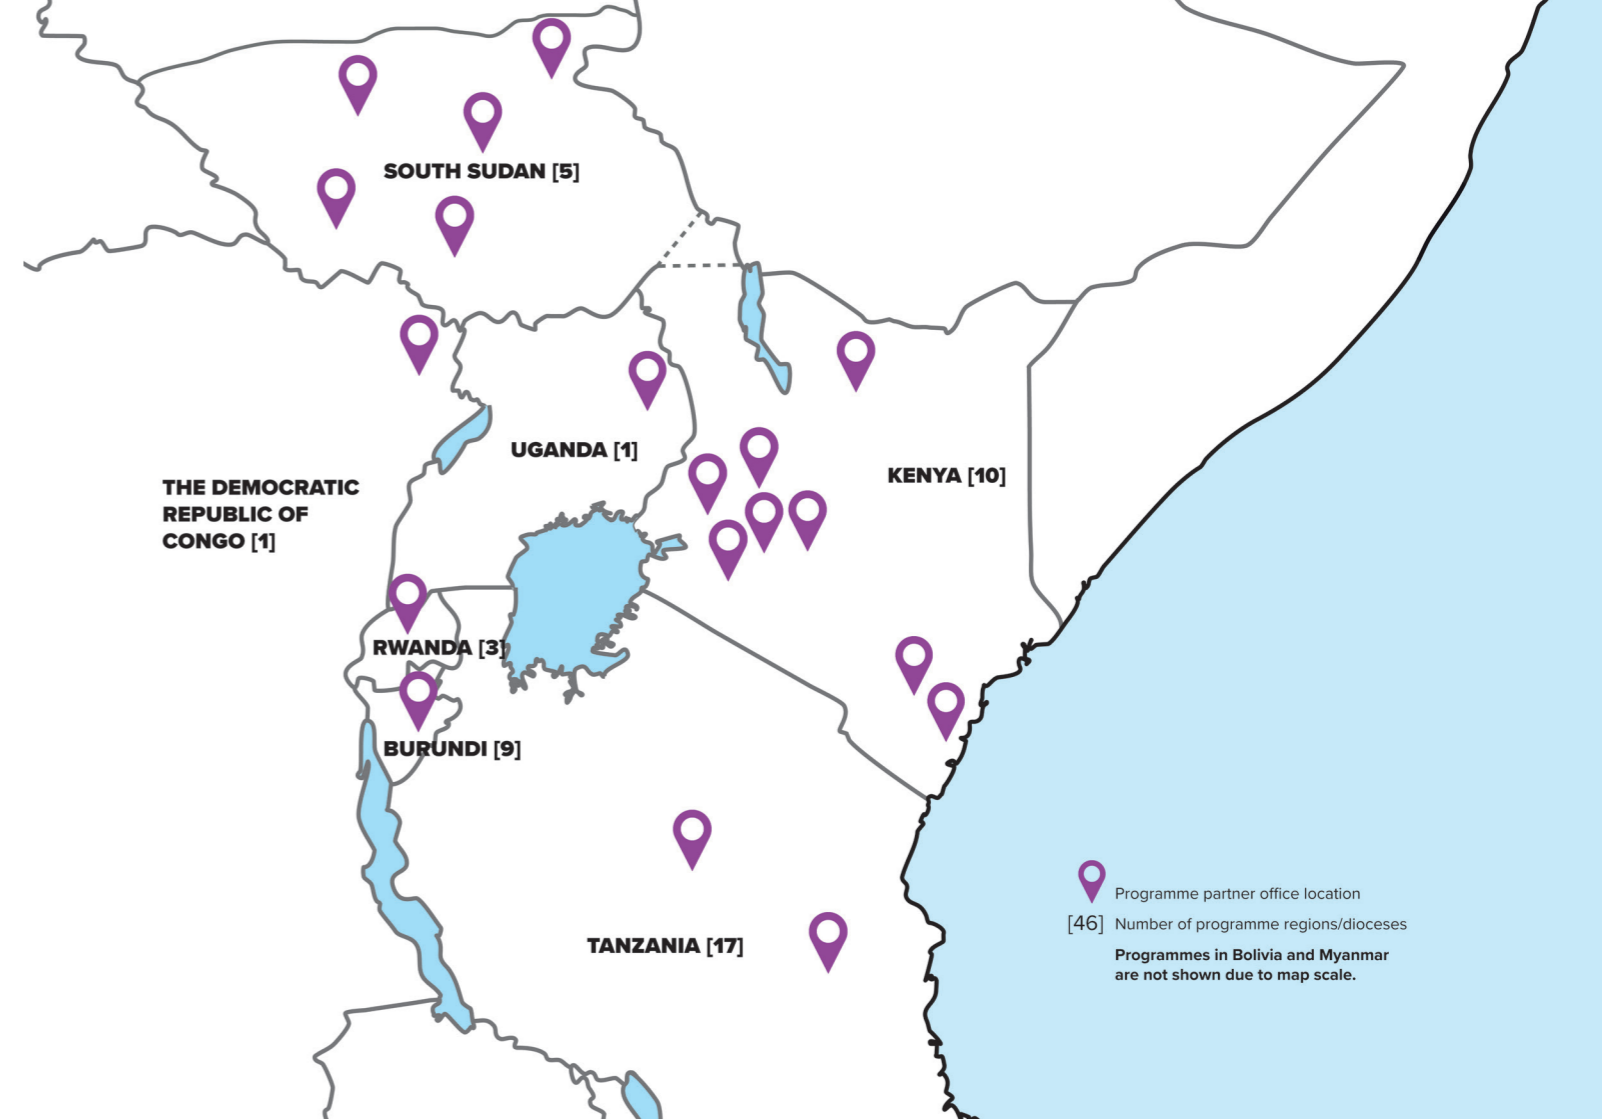 SOUTH SUDAN [5]
UGANDA [1]
KENYA [10]
THE DEMOCRATIC
REPUBLIC OF
CONGO [1]
RWANDA [3]
BURUNDI [9]
TANZANIA [17]
Programme partner office location
[46] Number of programme regions/dioceses
Programmes in Bolivia and Myanmar
are not shown due to map scale.